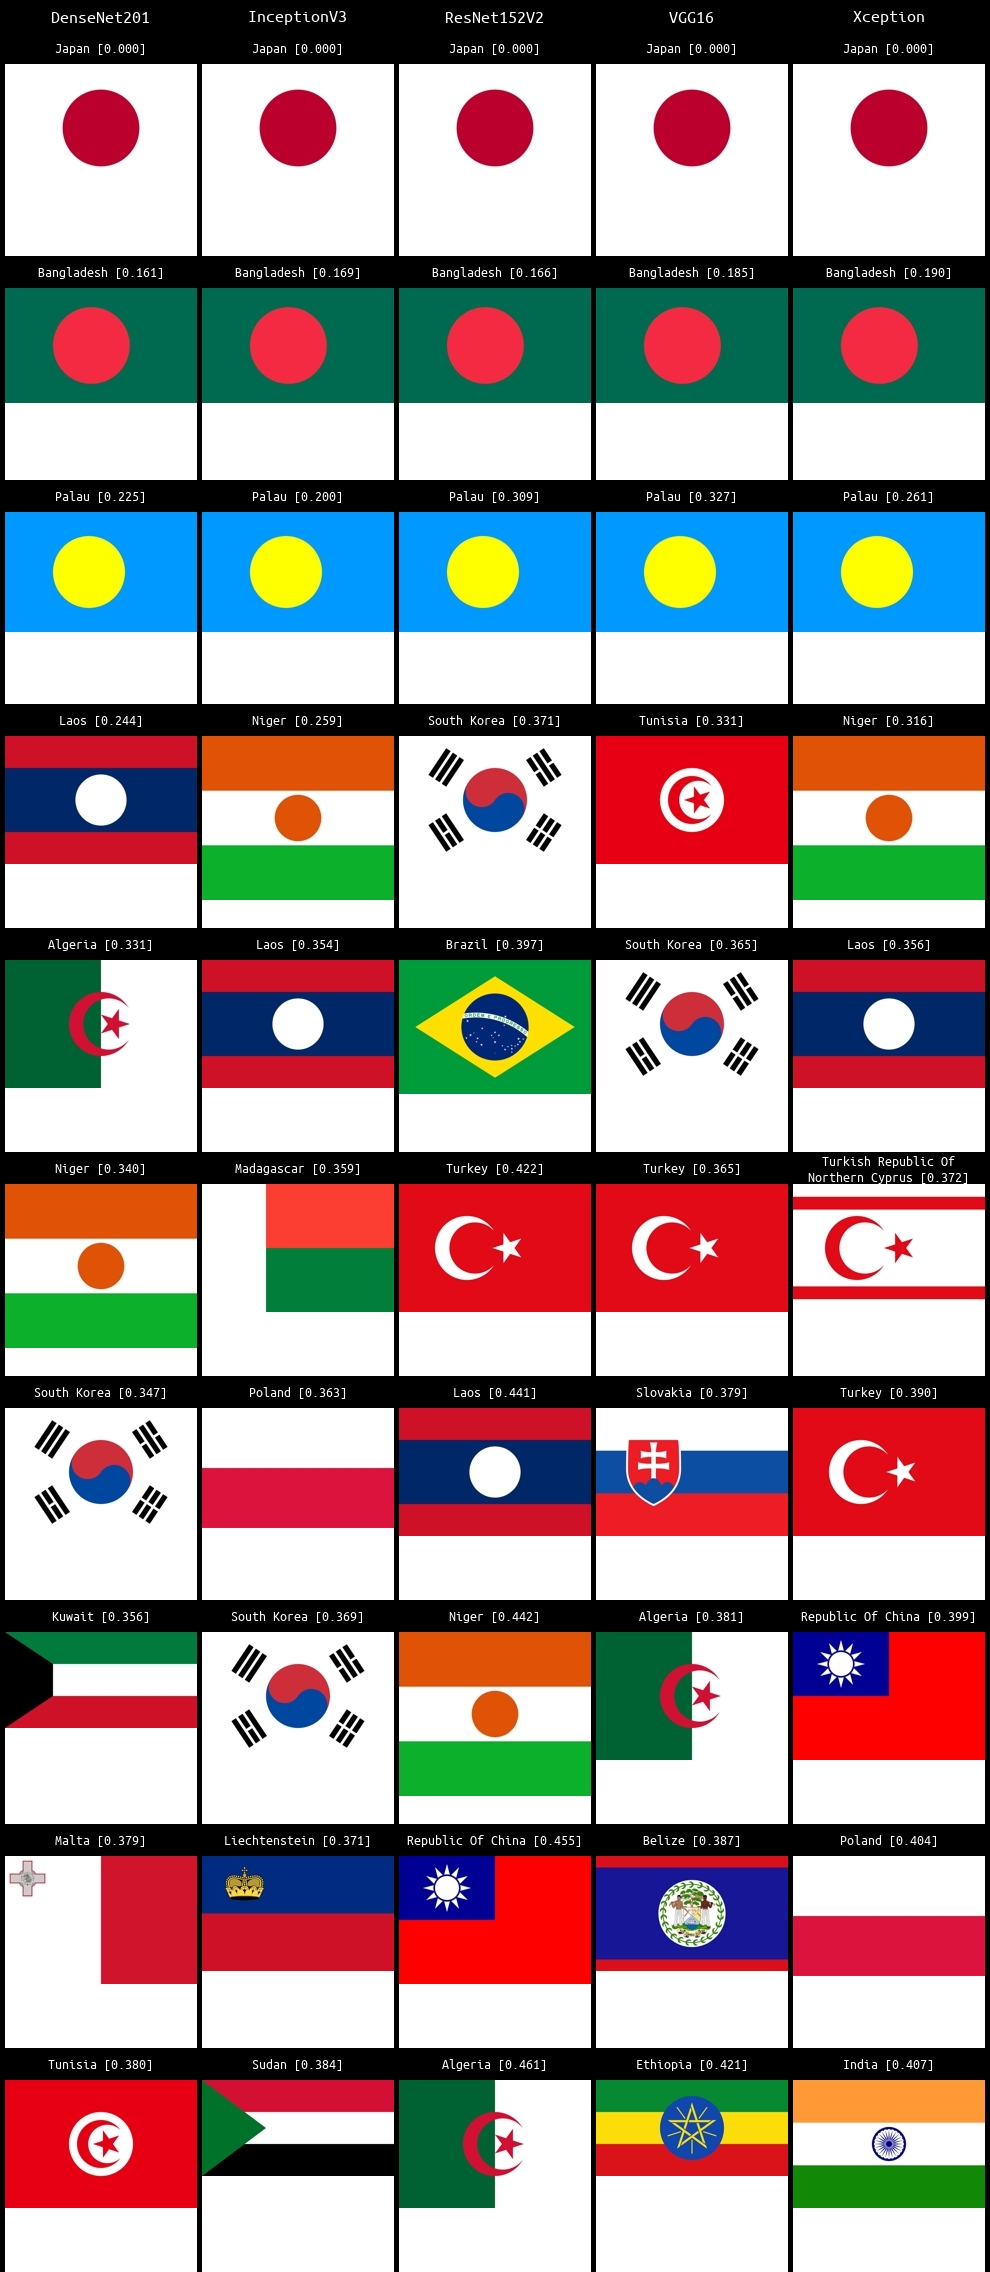 DenseNet201 InceptionV3 ResNet152V2 VGG16 Xception
Japan [0.000] Japan [0.000] Japan [0.000] Japan [0.000] Japan [0.000]
Bangladesh [0.161] Bangladesh [0.169] Bangladesh [0.166] Bangladesh [0.185] Bangladesh [0.190]
Palau [0.225] Palau [0.200] Palau [0.309] Palau [0.327] Palau [0.261]
Laos [0.244] Niger [0.259] South Korea [0.371] Tunisia [0.331] Niger [0.316]
Algeria [0.331] Laos [0.354] Brazil [0.397] South Korea [0.365] Laos [0.356]
ORDEM E PROGRESSO
Niger [0.340] Madagascar [0.359] Turkey [0.422] Turkey [0.365] Turkish Republic Of
Northern Cyprus [0.372]
South Korea [0.347] Poland [0.363] Laos [0.441] Slovakia [0.379] Turkey [0.390]
Kuwait [0.356] South Korea [0.369] Niger [0.442] Algeria [0.381] Republic Of China [0.399]
Malta [0.379] Liechtenstein [0.371] Republic Of China [0.455] Belize [0.387] Poland [0.404]
Tunisia [0.380] Sudan [0.384] Algeria [0.461] Ethiopia [0.421] India [0.407]